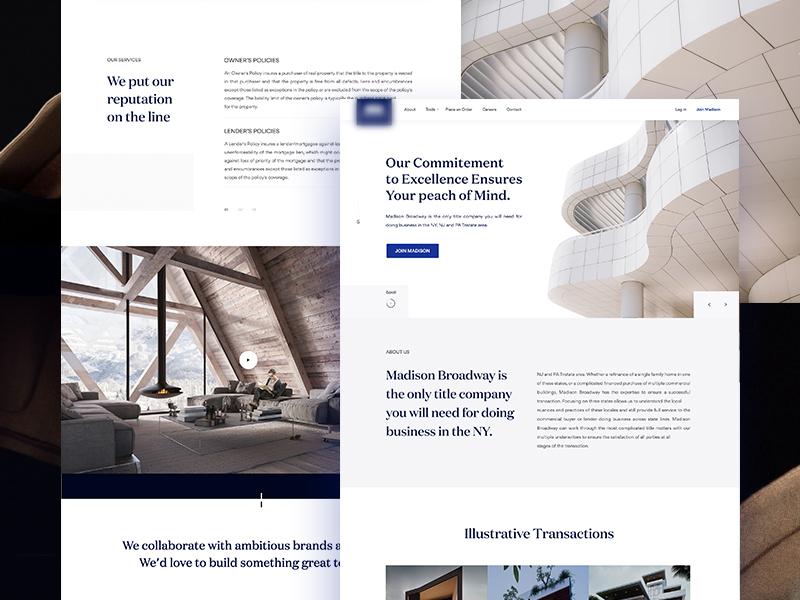 OUR SERVICES
We put our
reputation
on the line
OWNER'S POLICIES
An Owner's Policy insures a purchaser of real property that the title to the property is vested
in that purchaser and that the property is free from all defects, liens and encumbrances
except those listed as exceptions in the policy or are excluded from the scope of the policy's
coverage. The liability limit of the owner's policy is typically the
for the property.
LENDER'S POLICIES
A Lender's Policy insures a lender/mortgagee against loss
unenforceability of the mortgage lien, which might oc
against loss of priority of the mortgage and that the pro
and encumbrances except those listed as exceptions in
scope of the policy's coverage.
We collaborate with ambitious brands a
We'd love to build something great to
About
Tools
Place an Order
Careers
Contact
Log in
Join Madison
Our Commitement
to Excellence Ensures
Your peach of Mind.
Madison Broadway is the only title company you will need for
doing business in the NY, NJ and PA Tristate area.
JOIN MADISON
Scroll
ABOUT US
Madison Broadway is
the only title company
you will need for doing
business in the NY.
NJ and PA Tristate area. Whether a refinance of a single family home in one
of these states, or a complicated financed purchase of multiple commercial
buildings, Madison Broadway has the expertise to ensure a successful
transaction. Focusing on three states allows us to understand the local
nuances and practices of these locales and still provide full service to the
commercial buyer or lender doing business across state lines. Madison
Broadway can work through the most complicated title matters with our
multiple underwriters to ensure the satisfaction of all parties at all
stages of the transaction.
Illustrative Transactions